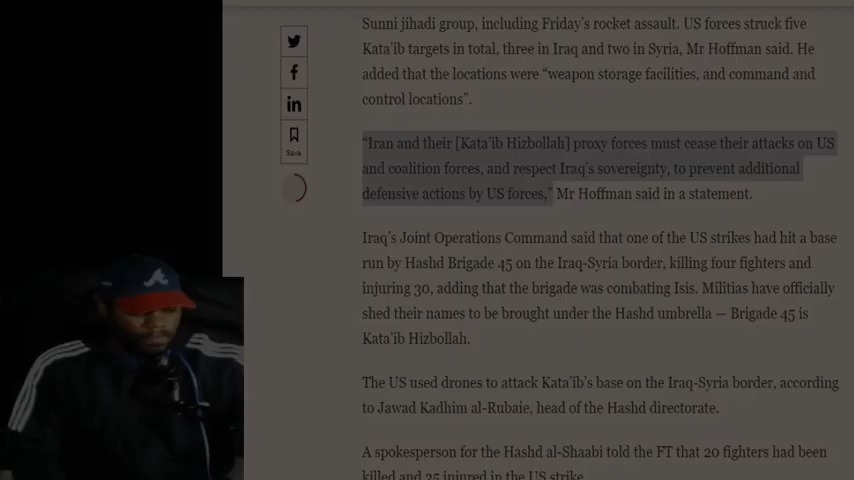 Sunni jihadi group, including Friday's rocket assault. US forces struck five
Kata'ib targets in total, three in Iraq and two in Syria, Mr Hoffman said. He
added that the locations were “weapon storage facilities, and command and
control locations”.
Save
“Iran and their [Kata'ib Hizbollah] proxy forces must cease their attacks on US
and coalition forces, and respect Iraq's sovereignty, to prevent additional
defensive actions by US forces,” Mr Hoffman said in a statement.
Iraq's Joint Operations Command said that one of the US strikes had hit a base
run by Hashd Brigade 45 on the Iraq-Syria border, killing four fighters and
injuring 30, adding that the brigade was combating Isis. Militias have officially
shed their names to be brought under the Hashd umbrella — Brigade 45 is
Kata'ib Hizbollah.
The US used drones to attack Kata'ib's base on the Iraq-Syria border, according
to Jawad Kadhim al-Rubaie, head of the Hashd directorate.
A spokesperson for the Hashd al-Shaabi told the FT that 20 fighters had been
killed and 25 injured in the US strike.